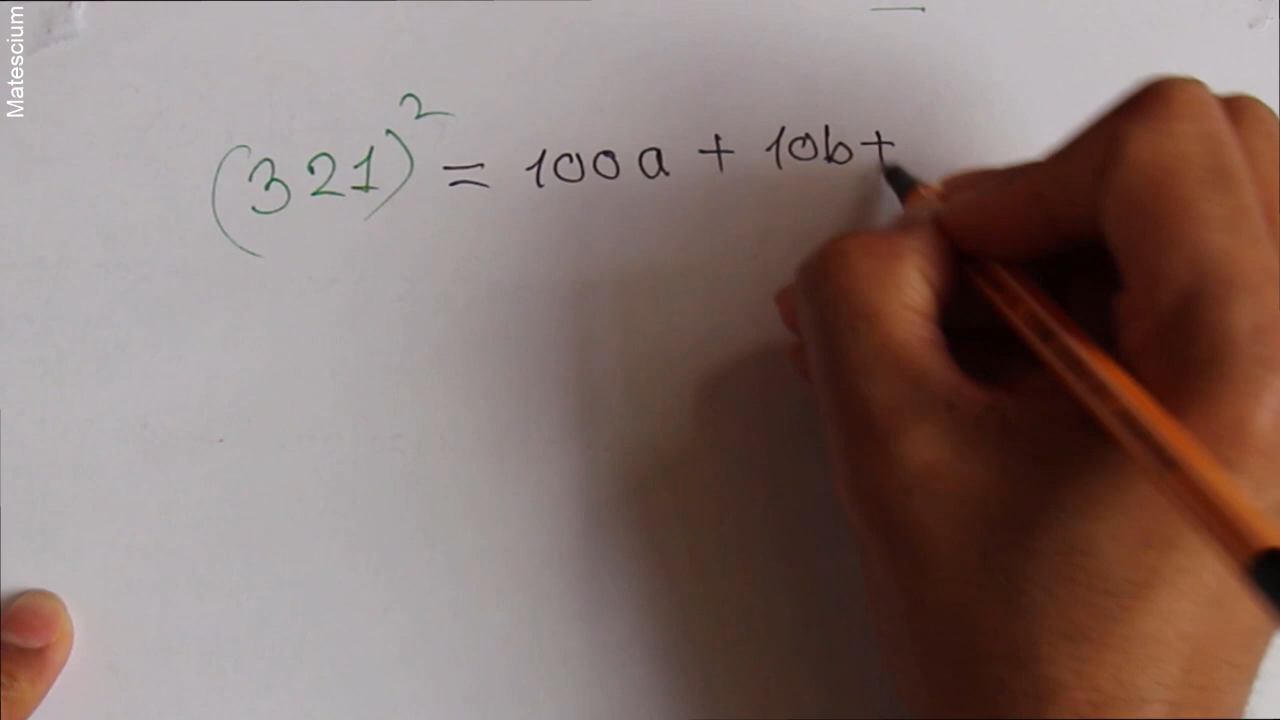 Matescium
(321)² = 100a + 10b+